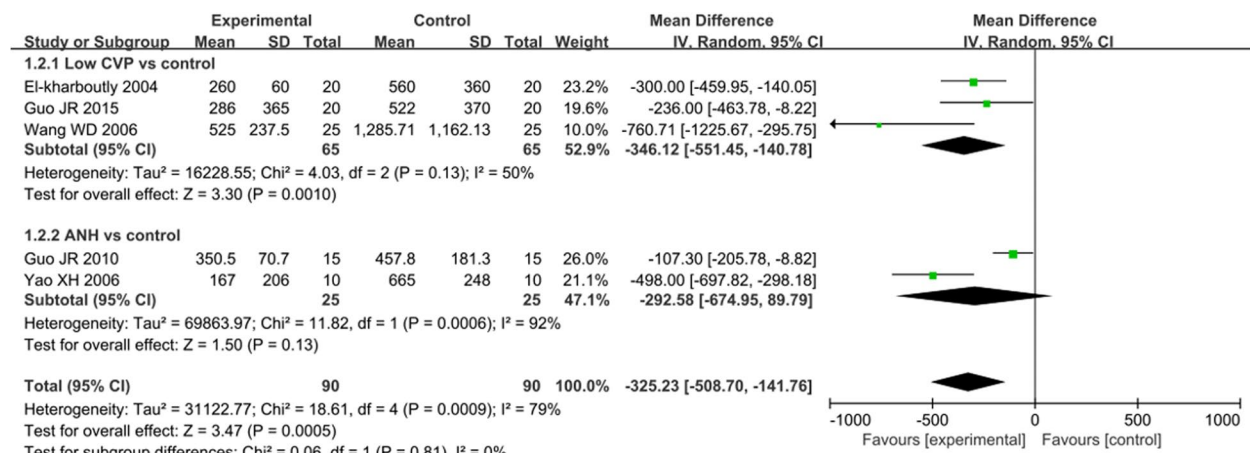 Experimental Control Mean Difference Mean Difference
Study or Subgroup Mean SD Total Mean SD Total Weight IV, Random, 95% CI IV, Random, 95% CI
1.2.1 Low CVP vs control
El-kharboutly 2004 260 60 20 560 360 20 23.2% -300.00 [-459.95, -140.05]
Guo JR 2015 286 365 20 522 370 20 19.6% -236.00 [-463.78, -8.22]
Wang WD 2006 525 237.5 25 1,285.71 1,162.13 25 10.0% -760.71 [-1225.67, -295.75]
Subtotal (95% CI) 65 65 52.9% -346.12 [-551.45, -140.78]
Heterogeneity: Tau² = 16228.55; Chi² = 4.03, df = 2 (P = 0.13); I² = 50%
Test for overall effect: Z = 3.30 (P = 0.0010)
1.2.2 ANH vs control
Guo JR 2010 350.5 70.7 15 457.8 181.3 15 26.0% -107.30 [-205.78, -8.82]
Yao XH 2006 167 206 10 665 248 10 21.1% -498.00 [-697.82, -298.18]
Subtotal (95% CI) 25 25 47.1% -292.58 [-674.95, 89.79]
Heterogeneity: Tau² = 69863.97; Chi² = 11.82, df = 1 (P = 0.0006); I² = 92%
Test for overall effect: Z = 1.50 (P = 0.13)
Total (95% CI) 90 90 100.0% -325.23 [-508.70, -141.76]
Heterogeneity: Tau² = 31122.77; Chi² = 18.61, df = 4 (P = 0.0009); I² = 79%
Test for overall effect: Z = 3.47 (P = 0.0005)
Test for subgroup differences: Chi² = 0.06, df = 1 (P = 0.81), I² = 0%
-1000 -500 0 500 1000
Favours [experimental] Favours [control]